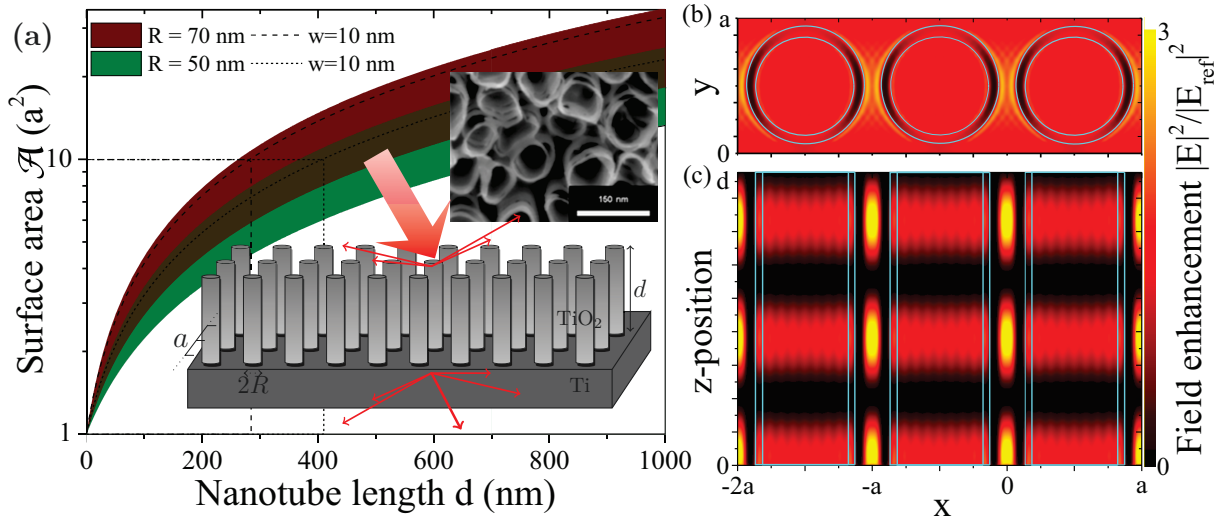 (a)
R = 70 nm
w=10 nm
R = 50 nm
w=10 nm
Surface area 𝒜 (a²)
10
1
0
200
400
600
800
1000
Nanotube length d (nm)
150 nm
d
TiO₂
a
2R
Ti
(b)
y
(c)
d
z-position
0
-2a
-a
0
a
x
3
0
Field enhancement |E|²/|E_ref|²